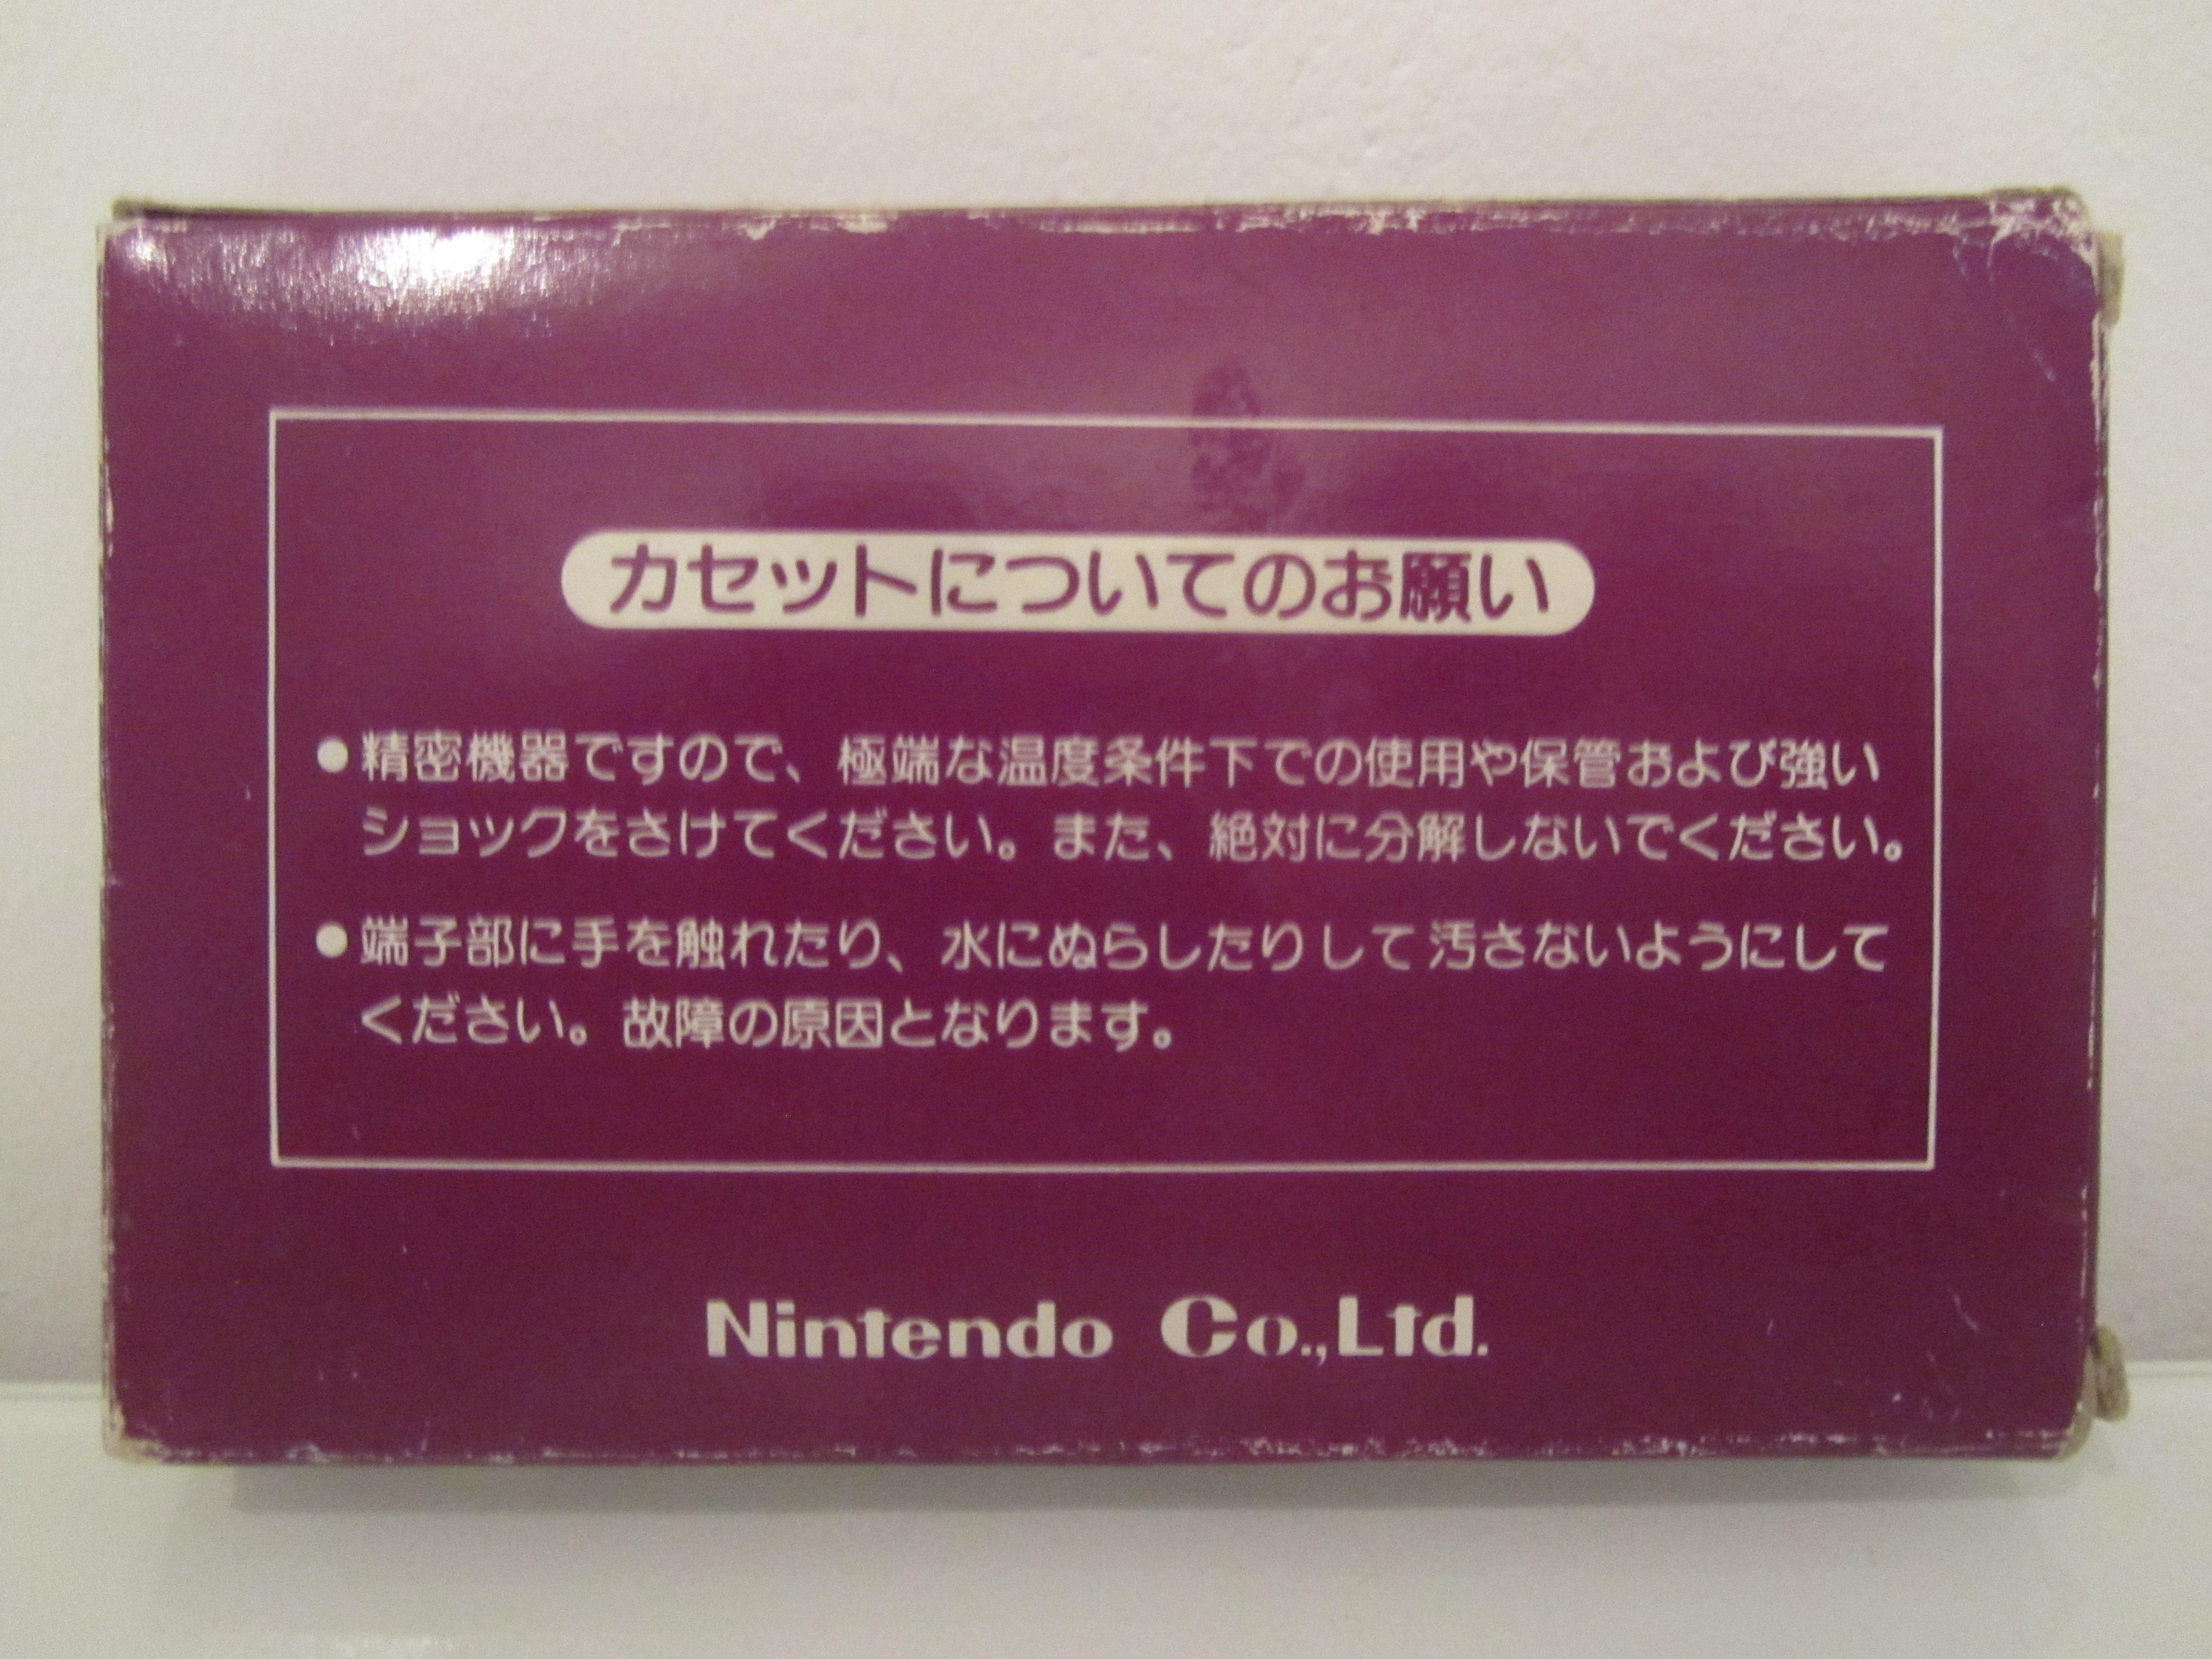 カセットについてのお願い
●精密機器ですので、極端な温度条件下での使用や保管および強い
ショックをさけてください。また、絶対に分解しないでください。
●端子部に手を触れたり、水にぬらしたりして汚さないようにして
ください。故障の原因となります。
Nintendo Co.,Ltd.